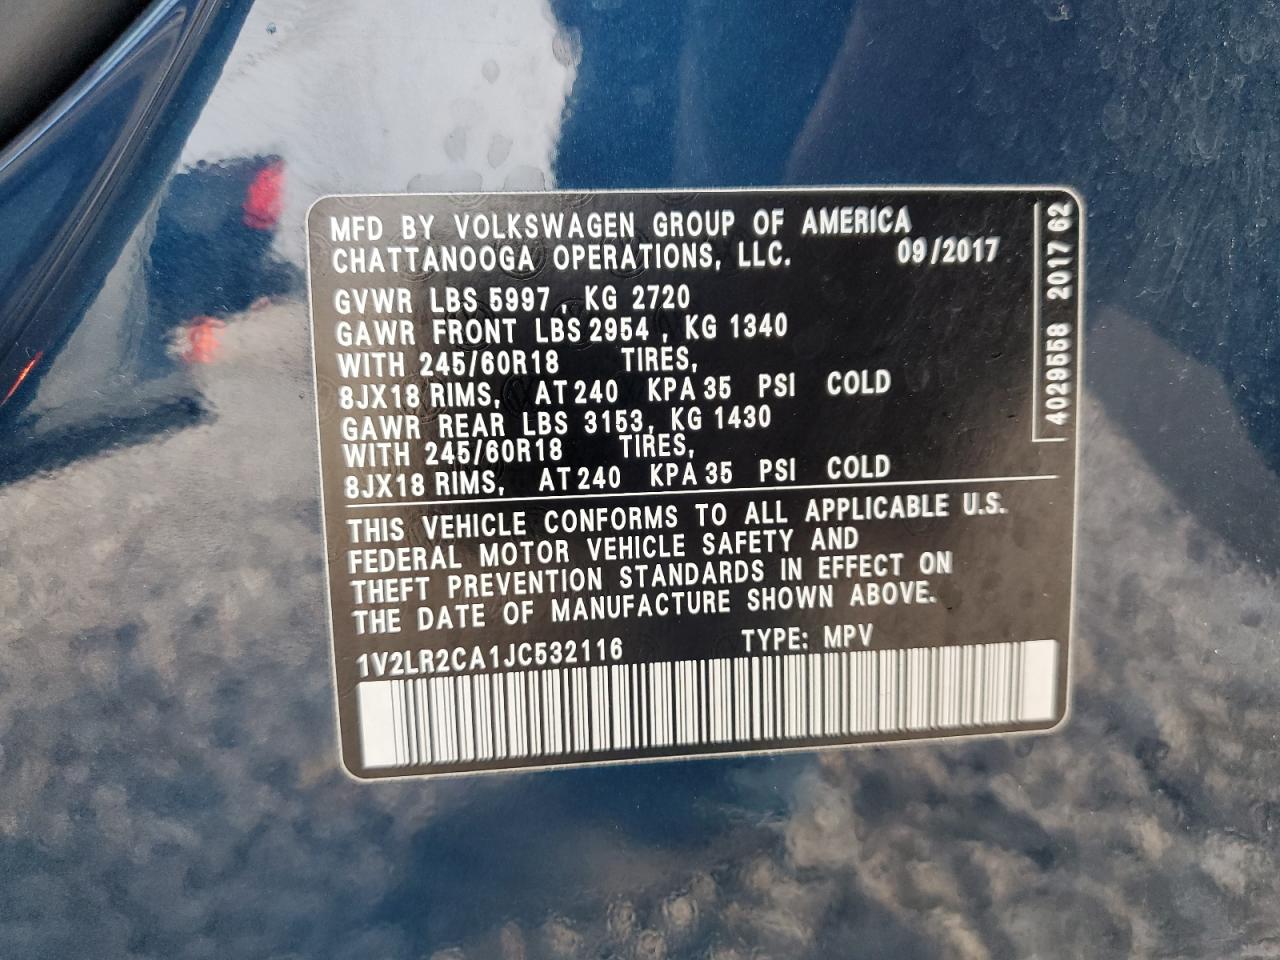 MFD BY VOLKSWAGEN GROUP OF AMERICA
CHATTANOOGA OPERATIONS, LLC. 09/2017
GVWR LBS 5997, KG 2720
GAWR FRONT LBS 2954, KG 1340
WITH 245/60R18 TIRES,
8JX18 RIMS, AT 240 KPA 35 PSI COLD
GAWR REAR LBS 3153, KG 1430
WITH 245/60R18 TIRES,
8JX18 RIMS, AT 240 KPA 35 PSI COLD
THIS VEHICLE CONFORMS TO ALL APPLICABLE U.S.
FEDERAL MOTOR VEHICLE SAFETY AND
THEFT PREVENTION STANDARDS IN EFFECT ON
THE DATE OF MANUFACTURE SHOWN ABOVE.
1V2LR2CA1JC532116 TYPE: MPV
4029558 2017 62